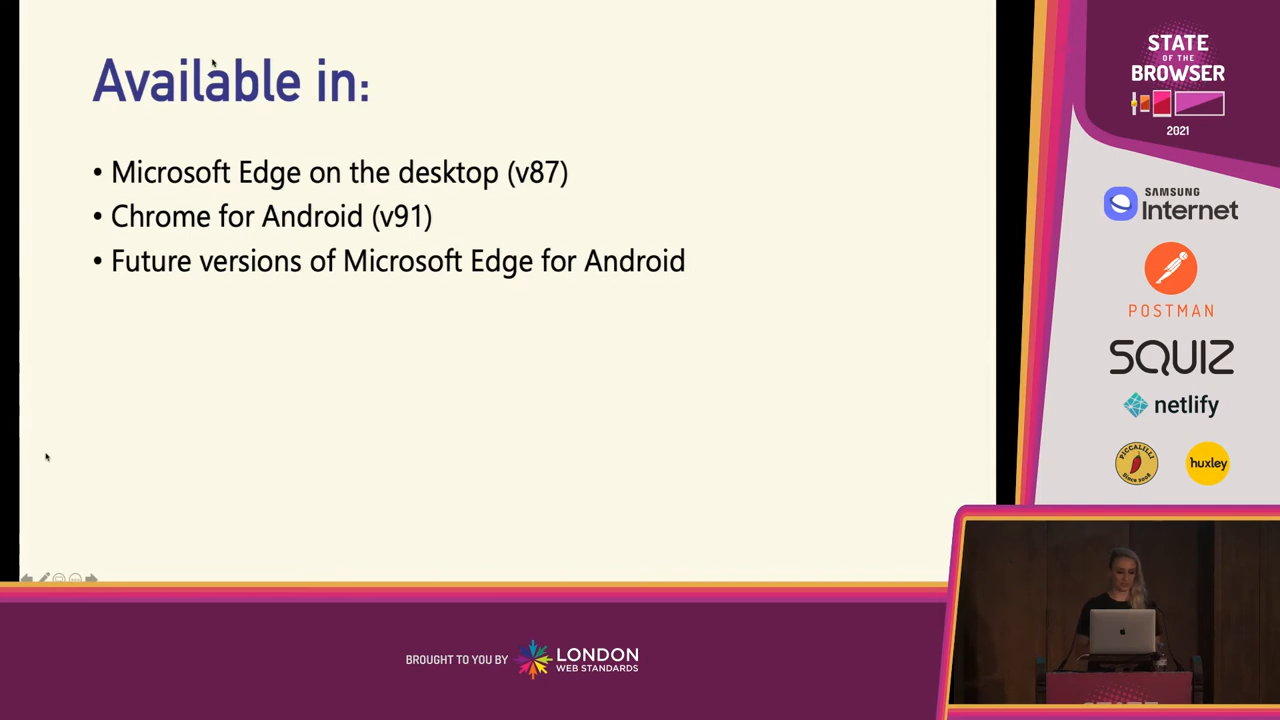 Available in:
• Microsoft Edge on the desktop (v87)
• Chrome for Android (v91)
• Future versions of Microsoft Edge for Android
STATE
OF THE
BROWSER
2021
SAMSUNG
Internet
POSTMAN
SQUIZ
netlify
PICCALILLI
huxley
BROUGHT TO YOU BY
LONDON
WEB STANDARDS